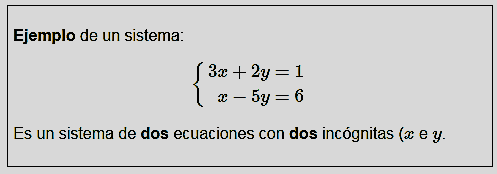 Ejemplo de un sistema:
3x + 2y = 1
x − 5y = 6
Es un sistema de dos ecuaciones con dos incógnitas (x e y.